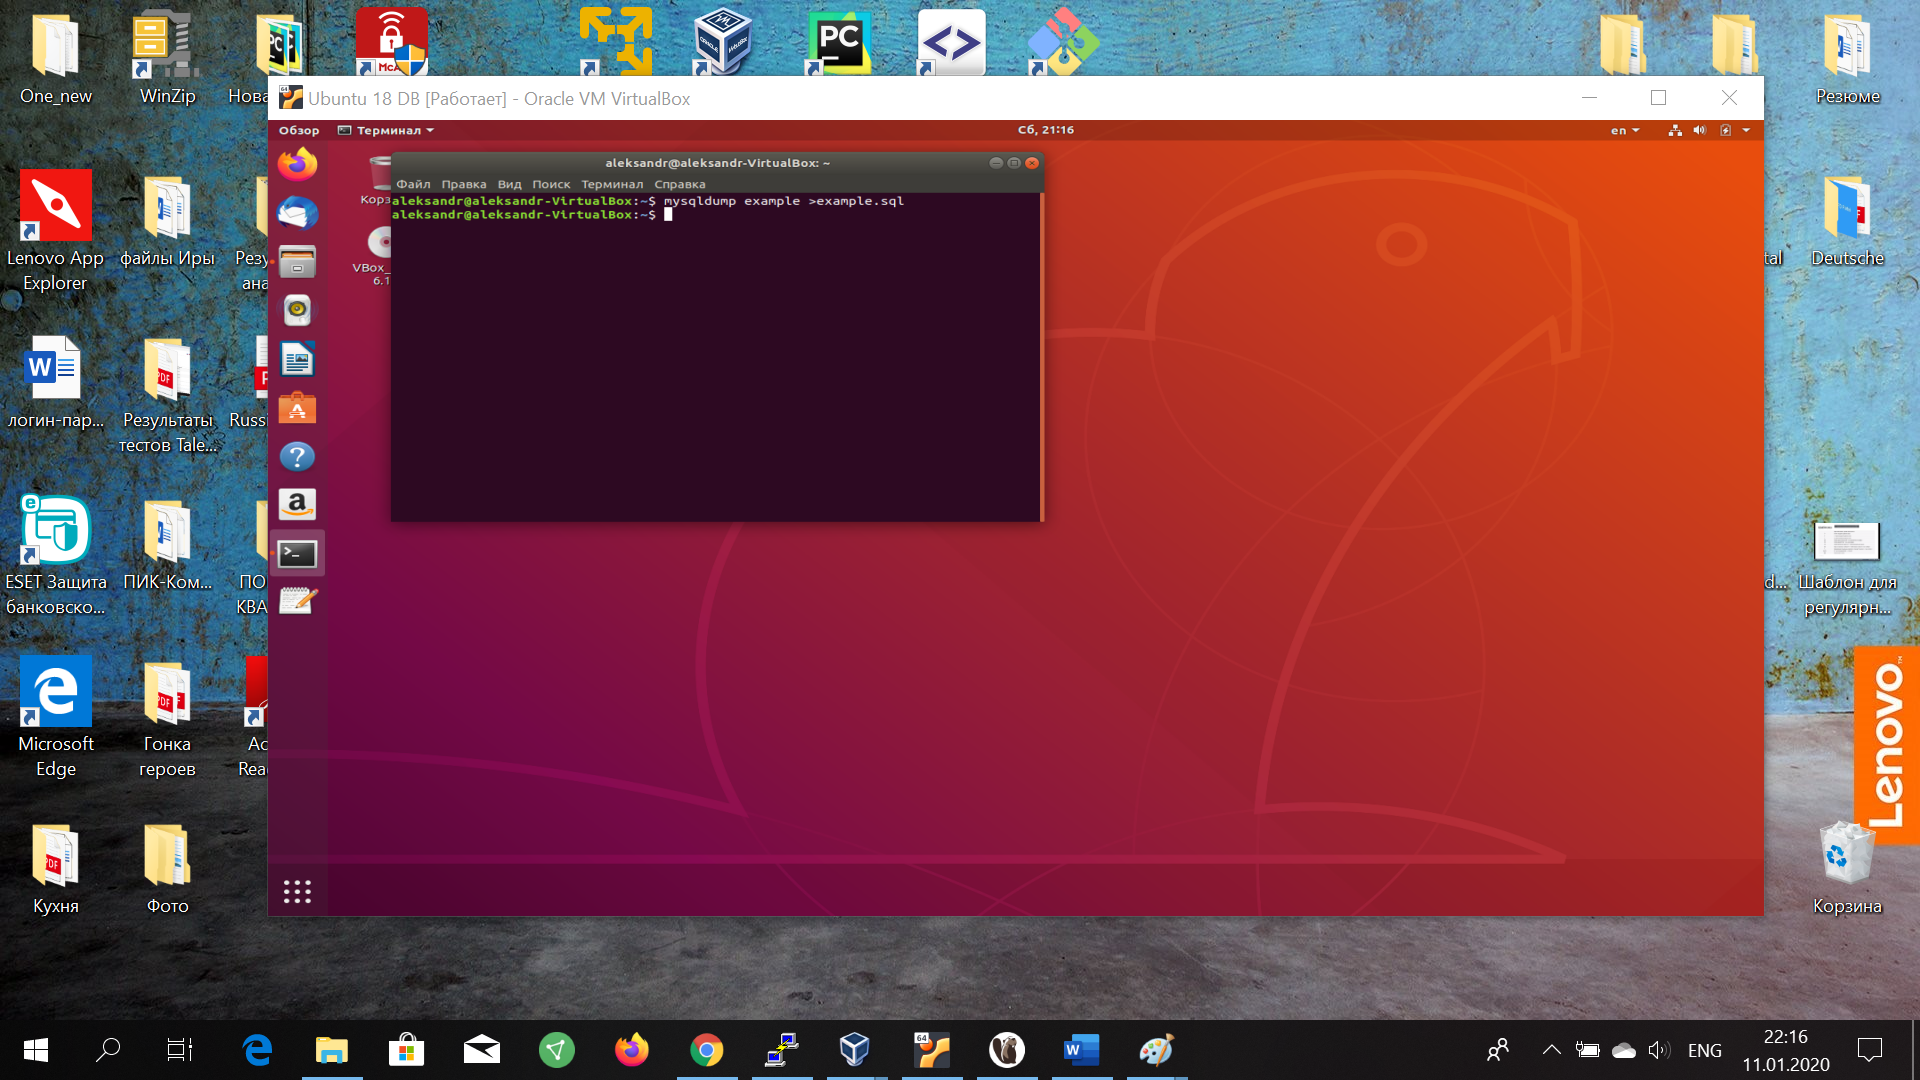 One_new
WinZip
Нова
McA
PC
Резюме
Ubuntu 18 DB [Работает] - Oracle VM VirtualBox
Обзор
Терминал
Сб, 21:16
en
aleksandr@aleksandr-VirtualBox: ~
Файл Правка Вид Поиск Терминал Справка
aleksandr@aleksandr-VirtualBox:~$ mysqldump example >example.sql
aleksandr@aleksandr-VirtualBox:~$
Корз
VBox_
6.1
Lenovo App
Explorer
файлы Иры
Резу
ана
tal
Deutsche
логин-пар...
Результаты
тестов Tale...
Russi
ESET Защита
банковско...
ПИК-Ком...
ПО
КВА
d...
Шаблон для
регулярн...
Microsoft
Edge
Гонка
героев
Ac
Rea
Lenovo
Кухня
Фото
Корзина
ENG
22:16
11.01.2020